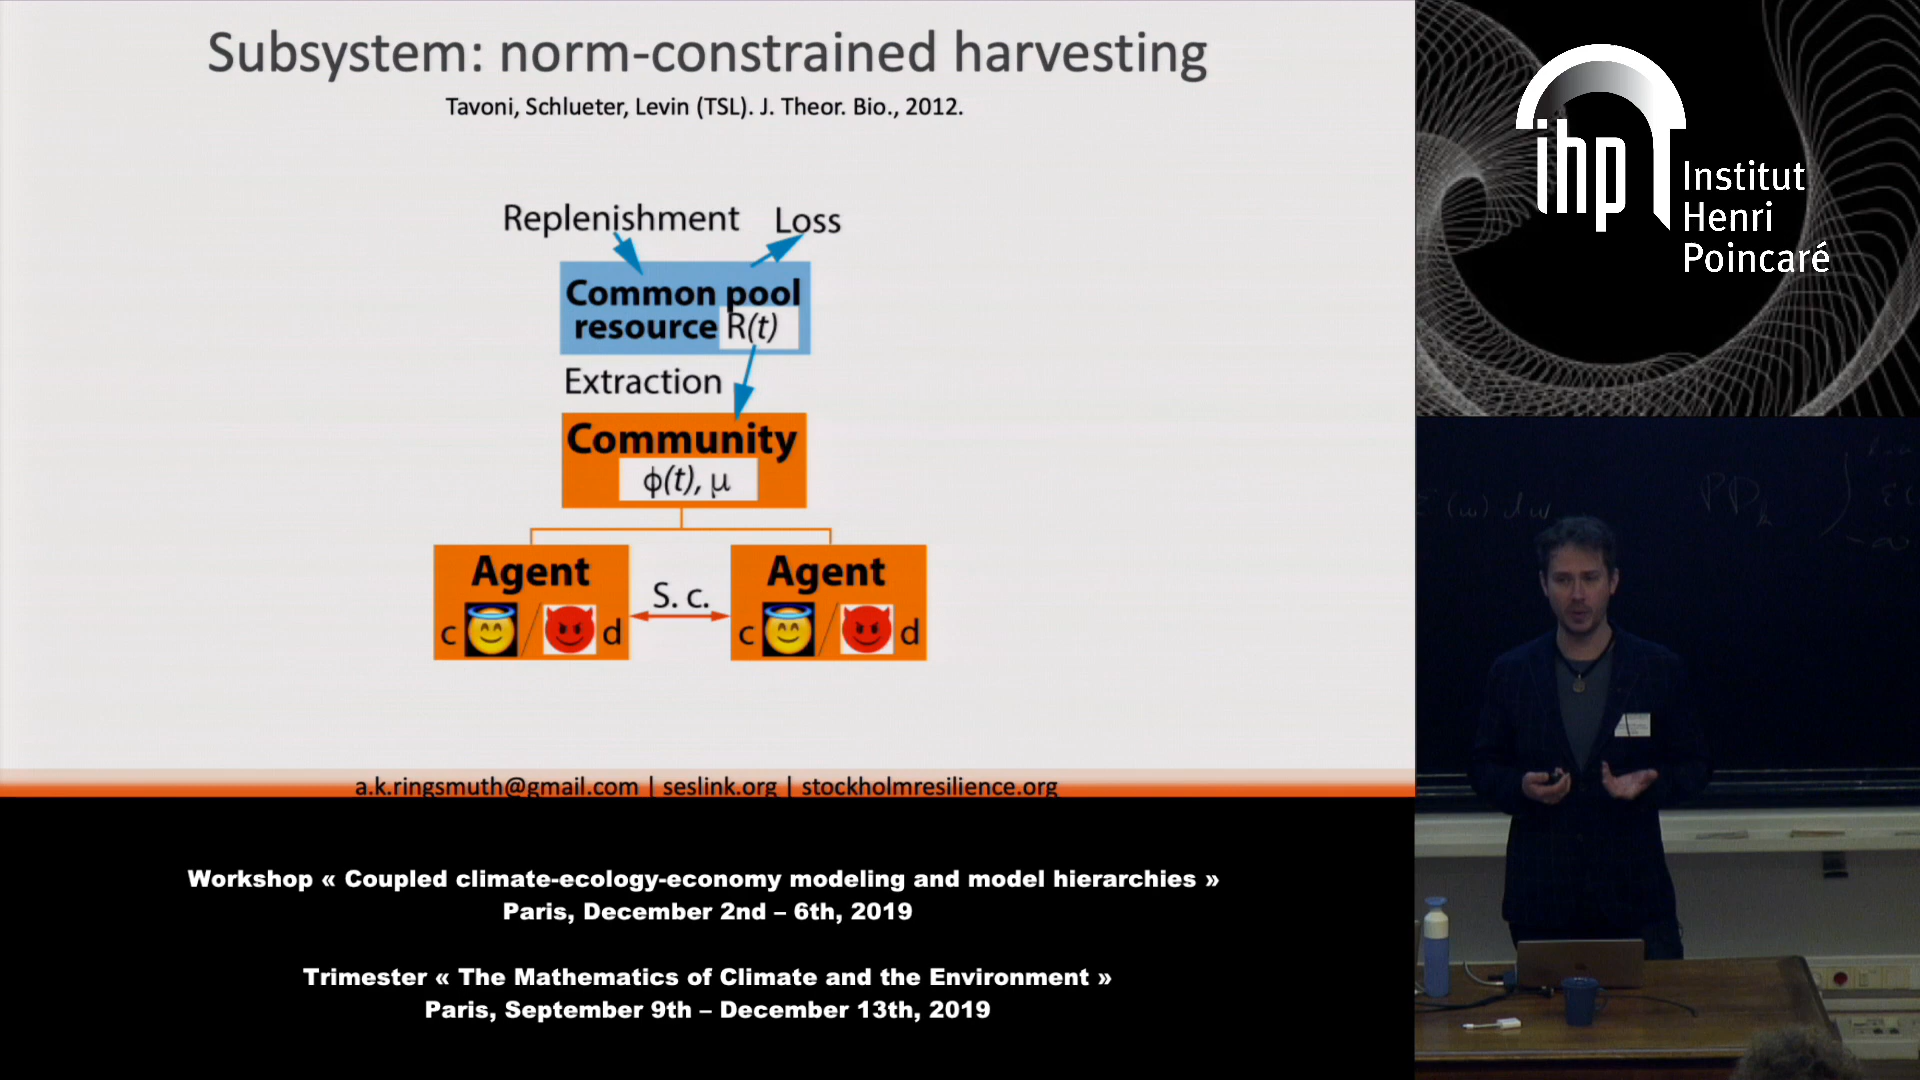 Subsystem: norm-constrained harvesting
Tavoni, Schlueter, Levin (TSL). J. Theor. Bio., 2012.
Replenishment
Loss
Common pool
resource R(t)
Extraction
Community
ϕ(t), μ
Agent
c / d
S. c.
Agent
c / d
a.k.ringsmuth@gmail.com | seslink.org | stockholmresilience.org
Workshop « Coupled climate-ecology-economy modeling and model hierarchies »
Paris, December 2nd – 6th, 2019
Trimester « The Mathematics of Climate and the Environment »
Paris, September 9th – December 13th, 2019
ihp
Institut
Henri
Poincaré
(ω) dω
PD